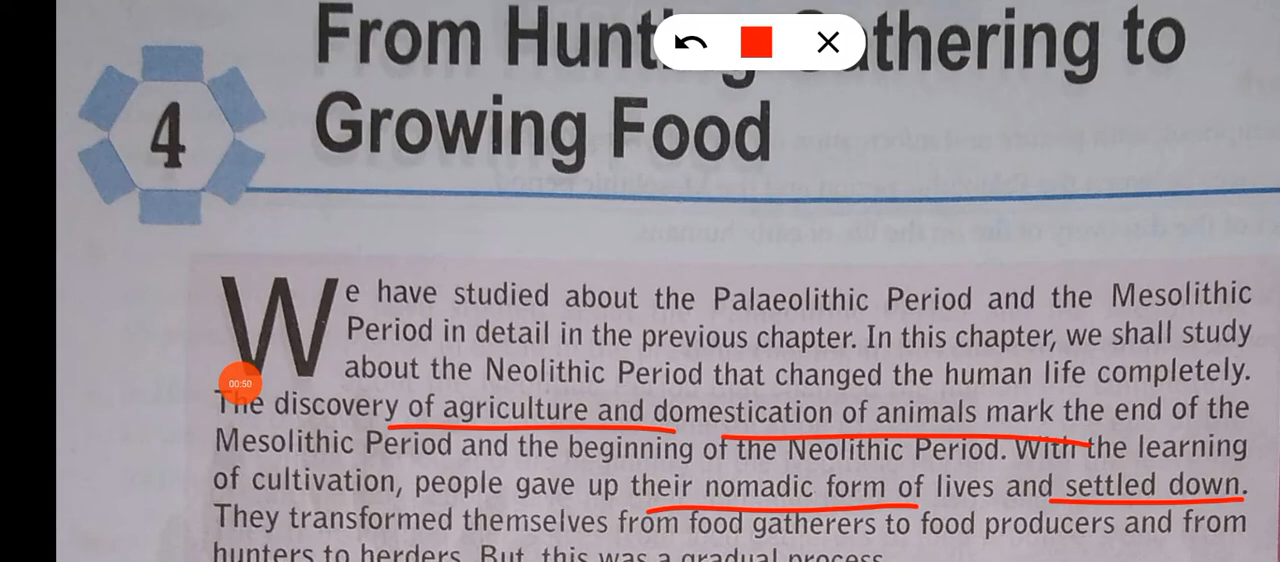 From Hunting Gathering to
Growing Food
4
We have studied about the Palaeolithic Period and the Mesolithic
Period in detail in the previous chapter. In this chapter, we shall study
about the Neolithic Period that changed the human life completely.
00:50
The discovery of agriculture and domestication of animals mark the end of the
Mesolithic Period and the beginning of the Neolithic Period. With the learning
of cultivation, people gave up their nomadic form of lives and settled down.
They transformed themselves from food gatherers to food producers and from
hunters to herders. But, this was a gradual process.